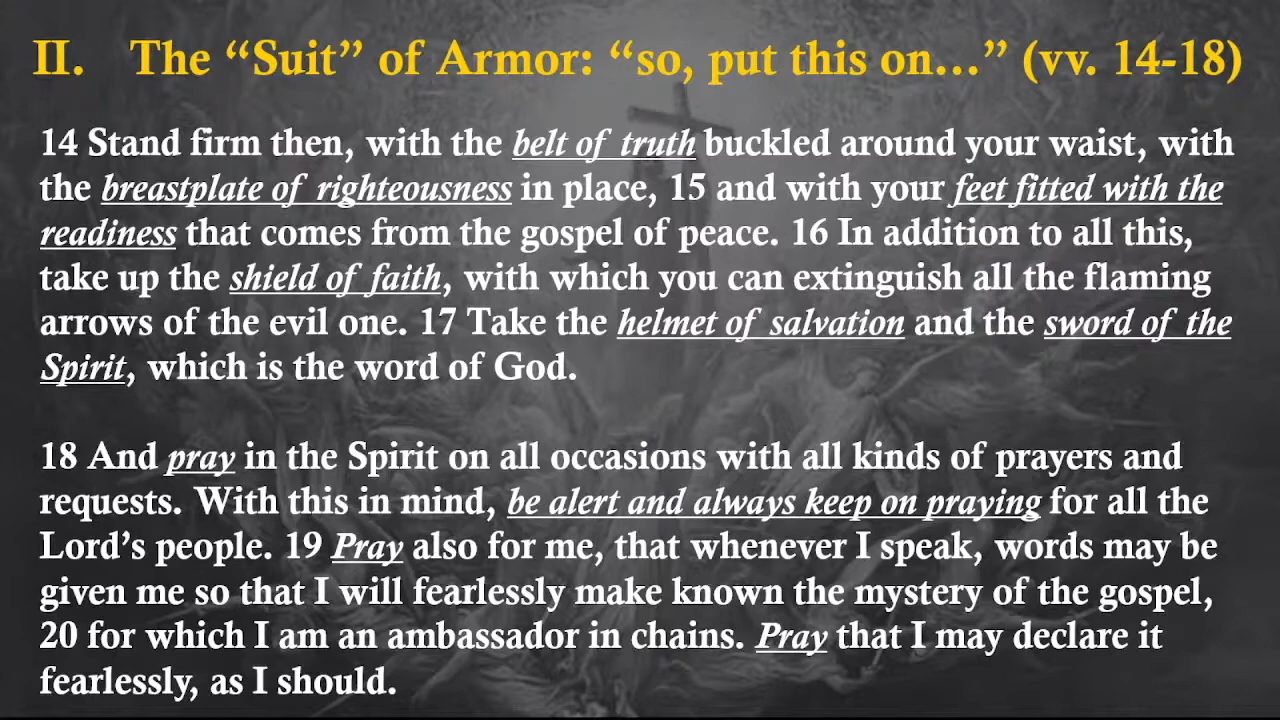 II. The “Suit” of Armor: “so, put this on…” (vv. 14-18)
14 Stand firm then, with the belt of truth buckled around your waist, with
the breastplate of righteousness in place, 15 and with your feet fitted with the
readiness that comes from the gospel of peace. 16 In addition to all this,
take up the shield of faith, with which you can extinguish all the flaming
arrows of the evil one. 17 Take the helmet of salvation and the sword of the
Spirit, which is the word of God.
18 And pray in the Spirit on all occasions with all kinds of prayers and
requests. With this in mind, be alert and always keep on praying for all the
Lord’s people. 19 Pray also for me, that whenever I speak, words may be
given me so that I will fearlessly make known the mystery of the gospel,
20 for which I am an ambassador in chains. Pray that I may declare it
fearlessly, as I should.